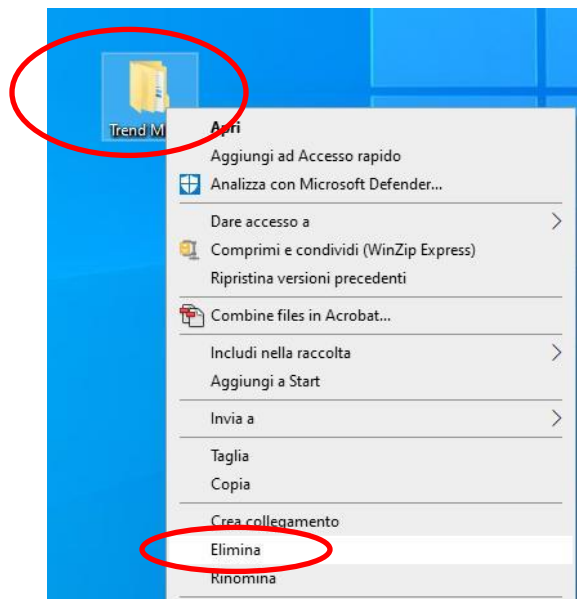 Trend M
Apri
Aggiungi ad Accesso rapido
Analizza con Microsoft Defender...
Dare accesso a
Comprimi e condividi (WinZip Express)
Ripristina versioni precedenti
Combine files in Acrobat...
Includi nella raccolta
Aggiungi a Start
Invia a
Taglia
Copia
Crea collegamento
Elimina
Rinomina